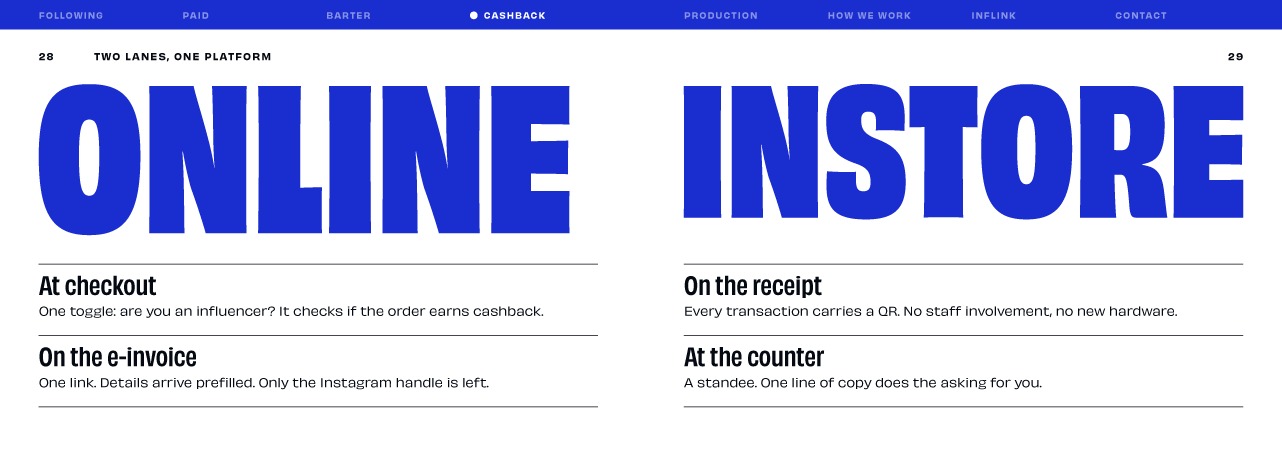 FOLLOWING PAID BARTER CASHBACK PRODUCTION HOW WE WORK INFLINK CONTACT
28 TWO LANES, ONE PLATFORM
ONLINE
At checkout
One toggle: are you an influencer? It checks if the order earns cashback.
On the e-invoice
One link. Details arrive prefilled. Only the Instagram handle is left.
29
INSTORE
On the receipt
Every transaction carries a QR. No staff involvement, no new hardware.
At the counter
A standee. One line of copy does the asking for you.